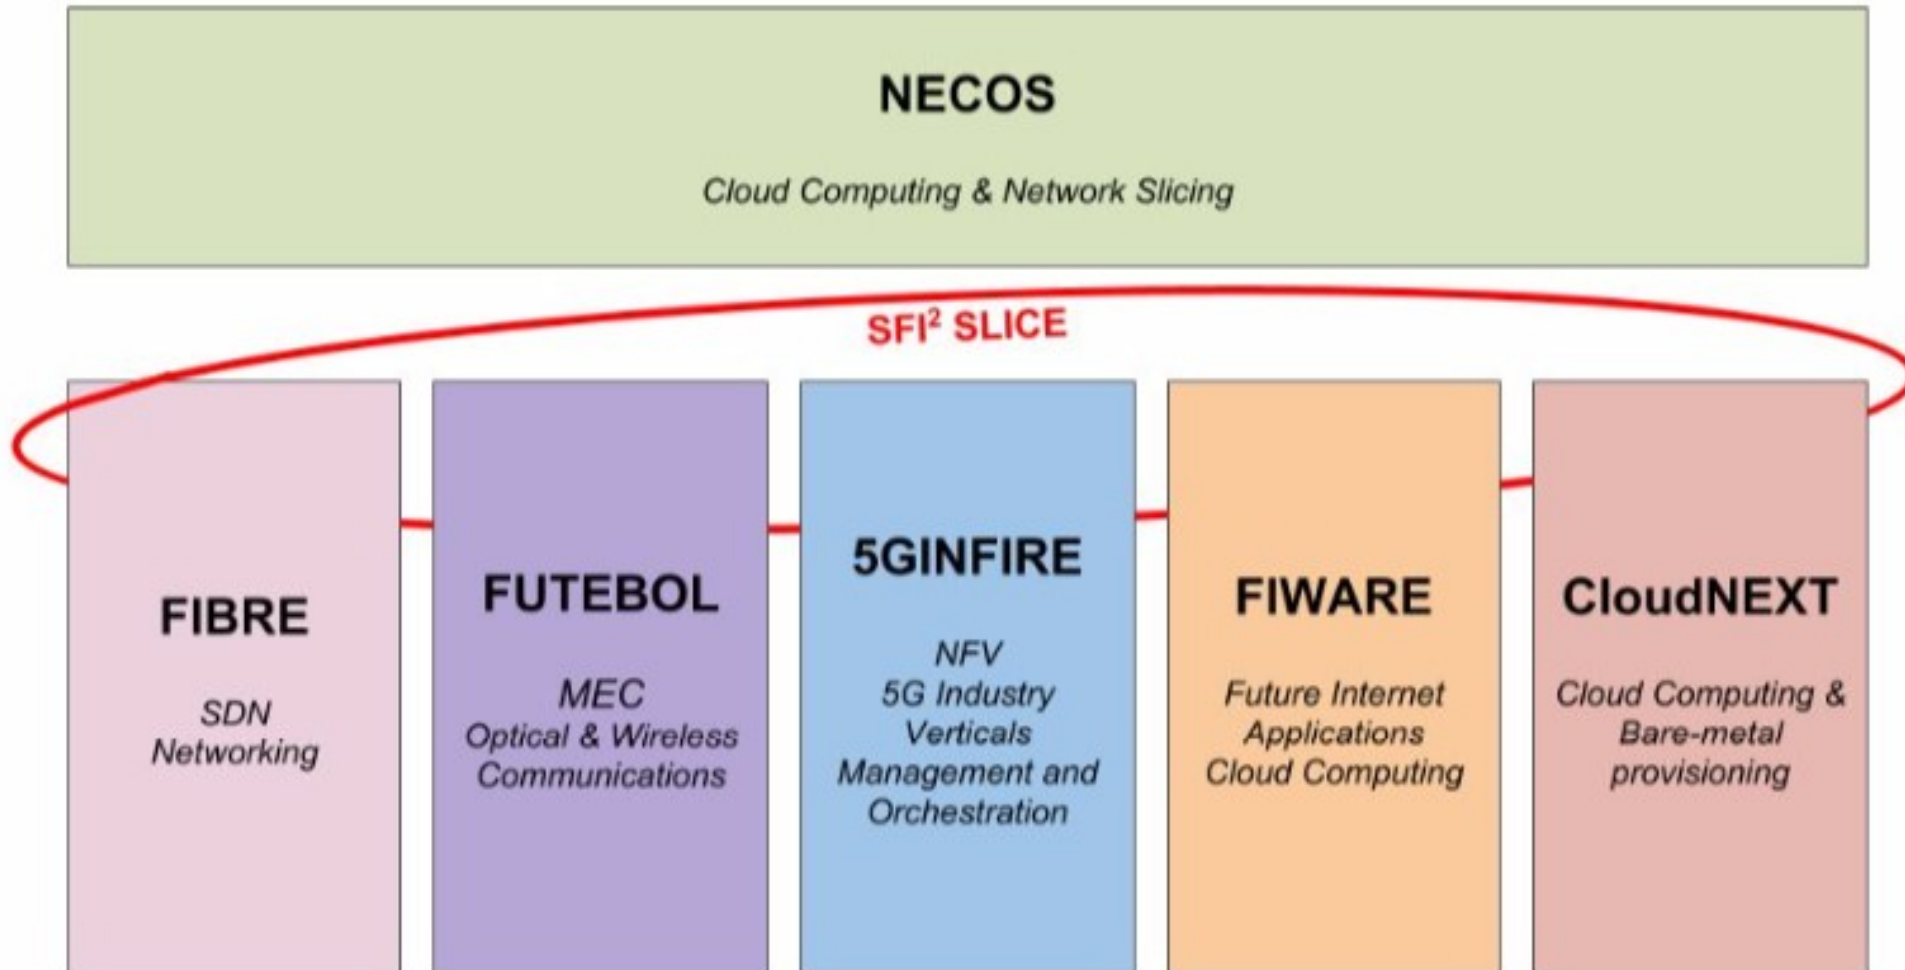 NECOS
Cloud Computing & Network Slicing
SFI² SLICE
FIBRE
SDN
Networking
FUTEBOL
MEC
Optical & Wireless
Communications
5GINFIRE
NFV
5G Industry
Verticals
Management and
Orchestration
FIWARE
Future Internet
Applications
Cloud Computing
CloudNEXT
Cloud Computing &
Bare-metal
provisioning